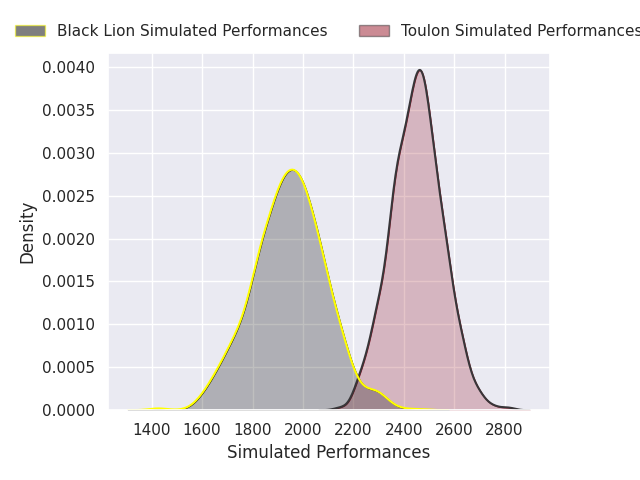 Black Lion Simulated Performances
Toulon Simulated Performances
0.0040
0.0035
0.0030
0.0025
0.0020
0.0015
0.0010
0.0005
0.0000
Density
1400 1600 1800 2000 2200 2400 2600 2800
Simulated Performances